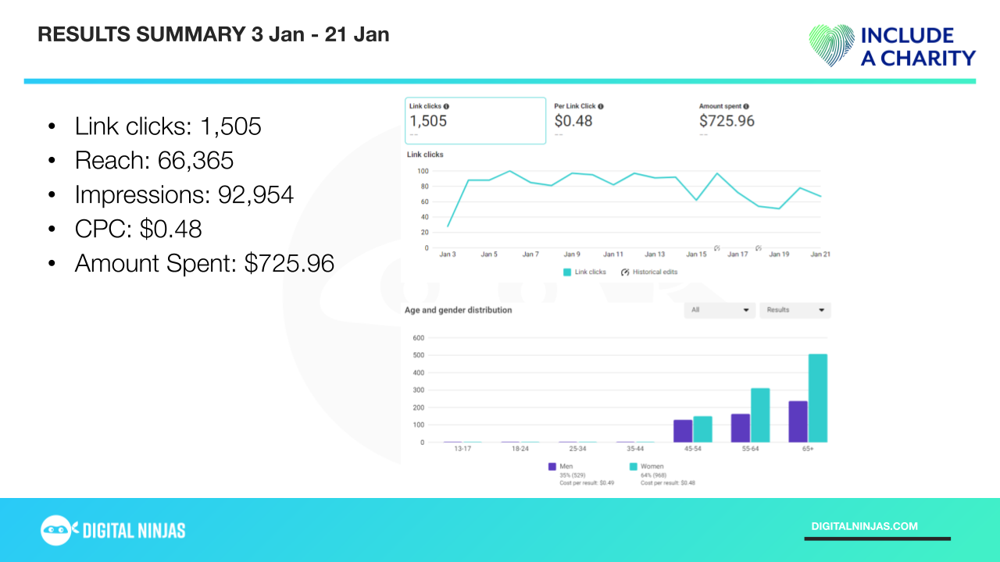 RESULTS SUMMARY 3 Jan - 21 Jan
INCLUDE
A CHARITY
• Link clicks: 1,505
• Reach: 66,365
• Impressions: 92,954
• CPC: $0.48
• Amount Spent: $725.96
Link clicks Per Link Click Amount spent
1,505 $0.48 $725.96
-- -- --
Link clicks
100
80
60
40
20
0
Jan 3 Jan 5 Jan 7 Jan 9 Jan 11 Jan 13 Jan 15 Jan 17 Jan 19 Jan 21
Link clicks Historical edits
Age and gender distribution All Results
600
500
400
300
200
100
0
13-17 18-24 25-34 35-44 45-54 55-64 65+
Men Women
35% (529) 64% (968)
Cost per result: $0.49 Cost per result: $0.48
DIGITAL NINJAS
DIGITALNINJAS.COM